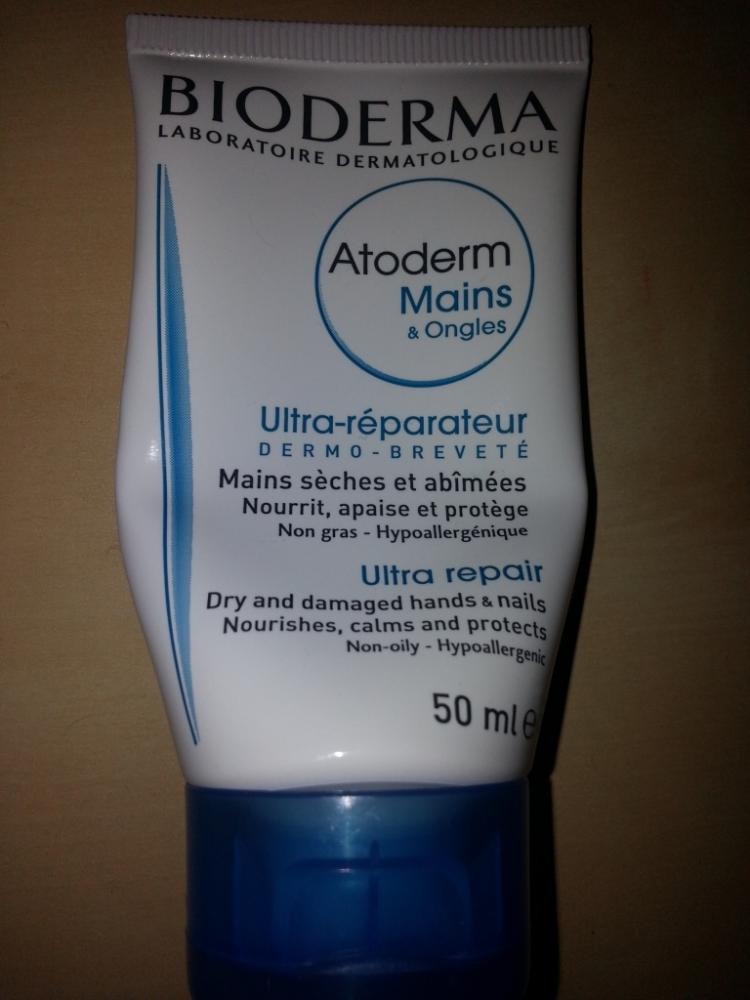 BIODERMA
LABORATOIRE DERMATOLOGIQUE
Atoderm
Mains
& Ongles
Ultra-réparateur
DERMO-BREVETÉ
Mains sèches et abîmées
Nourrit, apaise et protège
Non gras - Hypoallergénique
Ultra repair
Dry and damaged hands & nails
Nourishes, calms and protects
Non-oily - Hypoallergenic
50 ml e